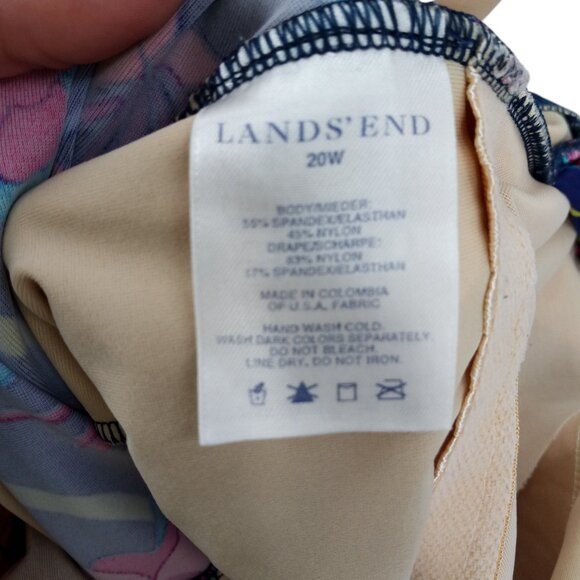 LANDS' END
20W
BODY/MIEDER:
55% SPANDEX/ELASTHAN
45% NYLON
DRAPE/SCHARPE:
83% NYLON
17% SPANDEX/ELASTHAN
MADE IN COLOMBIA
OF U.S.A. FABRIC
HAND WASH COLD.
WASH DARK COLORS SEPARATELY.
DO NOT BLEACH.
LINE DRY, DO NOT IRON.